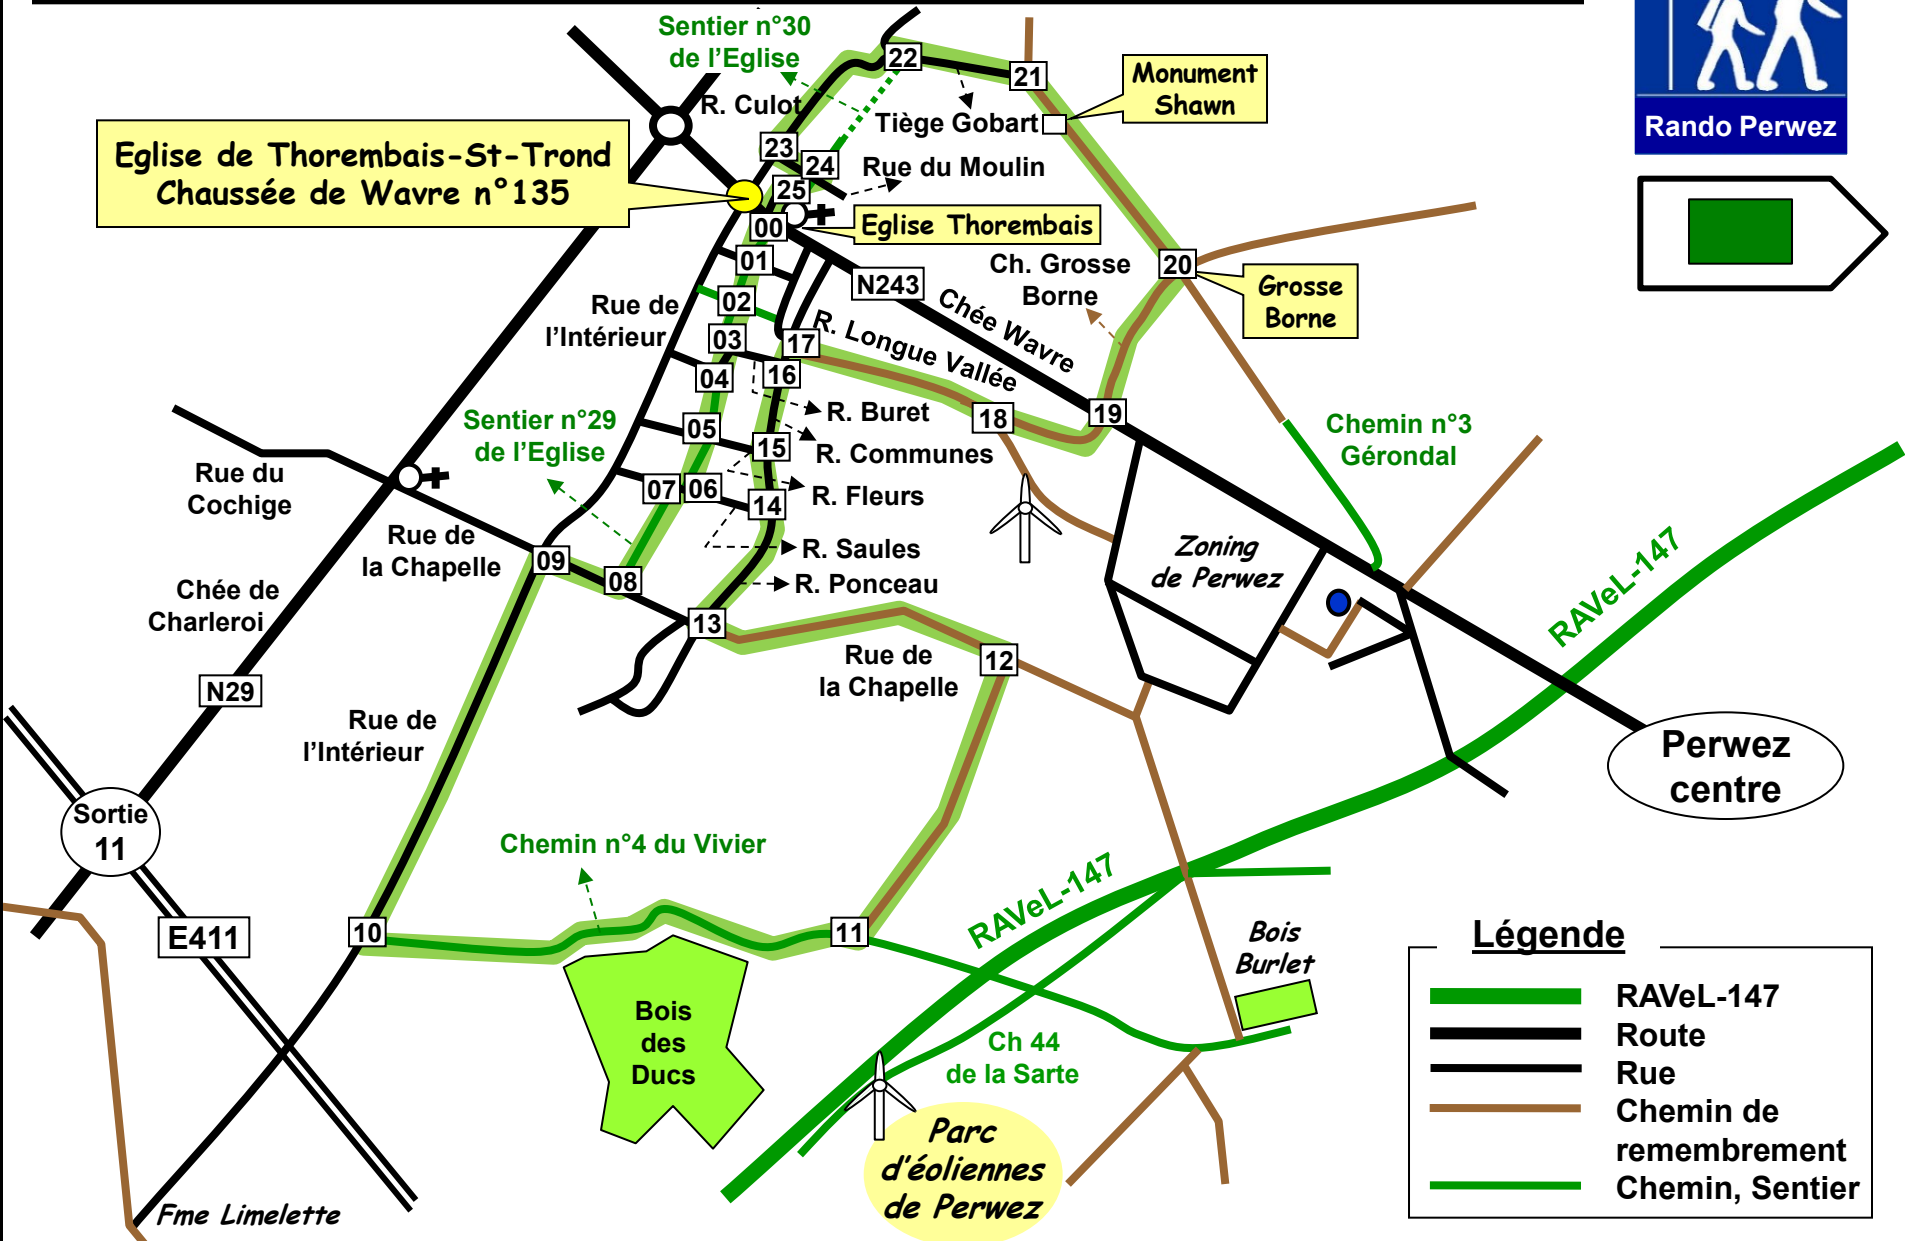 Sentier n°30
de l'Eglise
R. Culot
22
21
Monument
Shawn
Rando Perwez
Tiège Gobart
Eglise de Thorembais-St-Trond
Chaussée de Wavre n°135
23
24
Rue du Moulin
25
00
Eglise Thorembais
01
Ch. Grosse
Borne
20
N243
Grosse
Borne
02
Rue de
l'Intérieur
Chée Wavre
R. Longue Vallée
03
17
04
16
R. Buret
18
19
Sentier n°29
de l'Eglise
05
15
R. Communes
Chemin n°3
Gérondal
Rue du
Cochige
07
06
14
R. Fleurs
Rue de
la Chapelle
09
08
R. Saules
R. Ponceau
Zoning
de Perwez
RAVeL-147
Chée de
Charleroi
13
12
Rue de
la Chapelle
N29
Rue de
l'Intérieur
Perwez
centre
Sortie
11
Chemin n°4 du Vivier
RAVeL-147
10
E411
11
Bois
Burlet
Bois
des
Ducs
Ch 44
de la Sarte
Parc
d'éoliennes
de Perwez
Fme Limelette
Légende
RAVeL-147
Route
Rue
Chemin de
remembrement
Chemin, Sentier